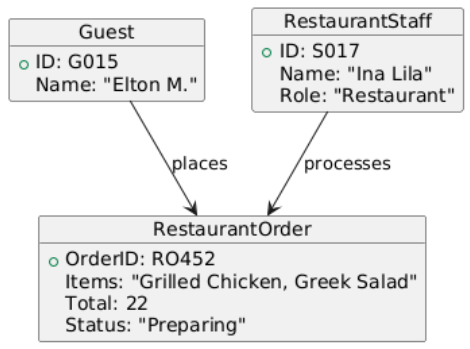 Guest
ID: G015
Name: "Elton M."
RestaurantStaff
ID: S017
Name: "Ina Lila"
Role: "Restaurant"
places
processes
RestaurantOrder
OrderID: RO452
Items: "Grilled Chicken, Greek Salad"
Total: 22
Status: "Preparing"